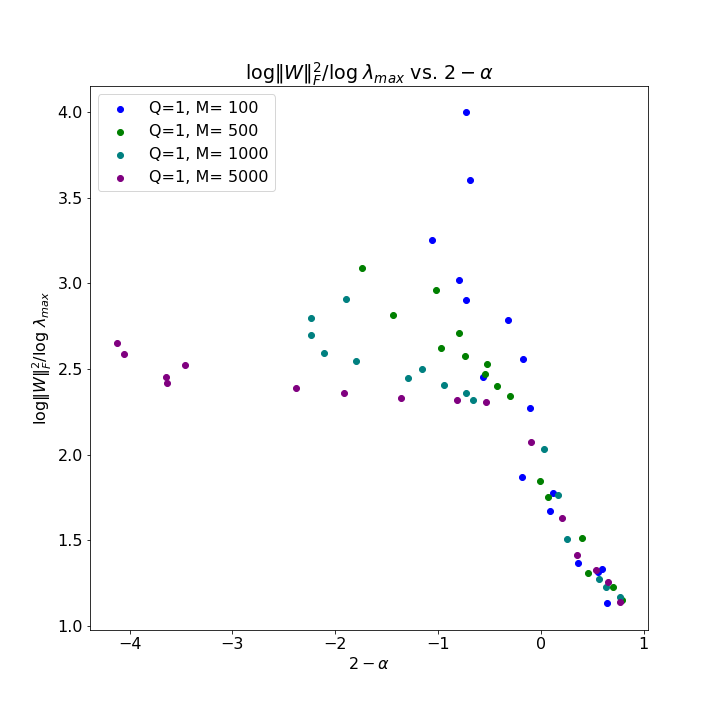 log‖W‖²_F/log λ_max vs. 2 − α
Q=1, M= 100
Q=1, M= 500
Q=1, M= 1000
Q=1, M= 5000
4.0
3.5
3.0
2.5
2.0
1.5
1.0
log‖W‖²_F/log λ_max
−4 −3 −2 −1 0 1
2 − α